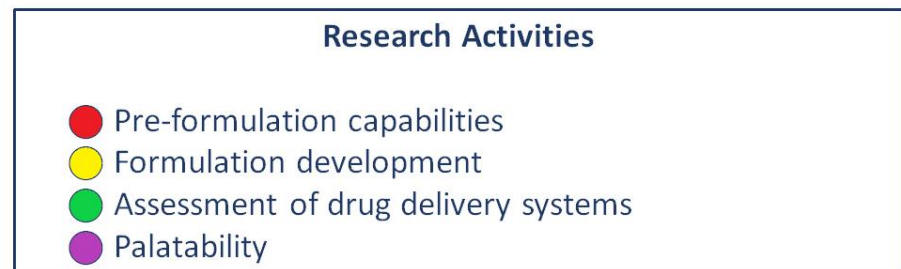 Research Activities
Pre-formulation capabilities
Formulation development
Assessment of drug delivery systems
Palatability